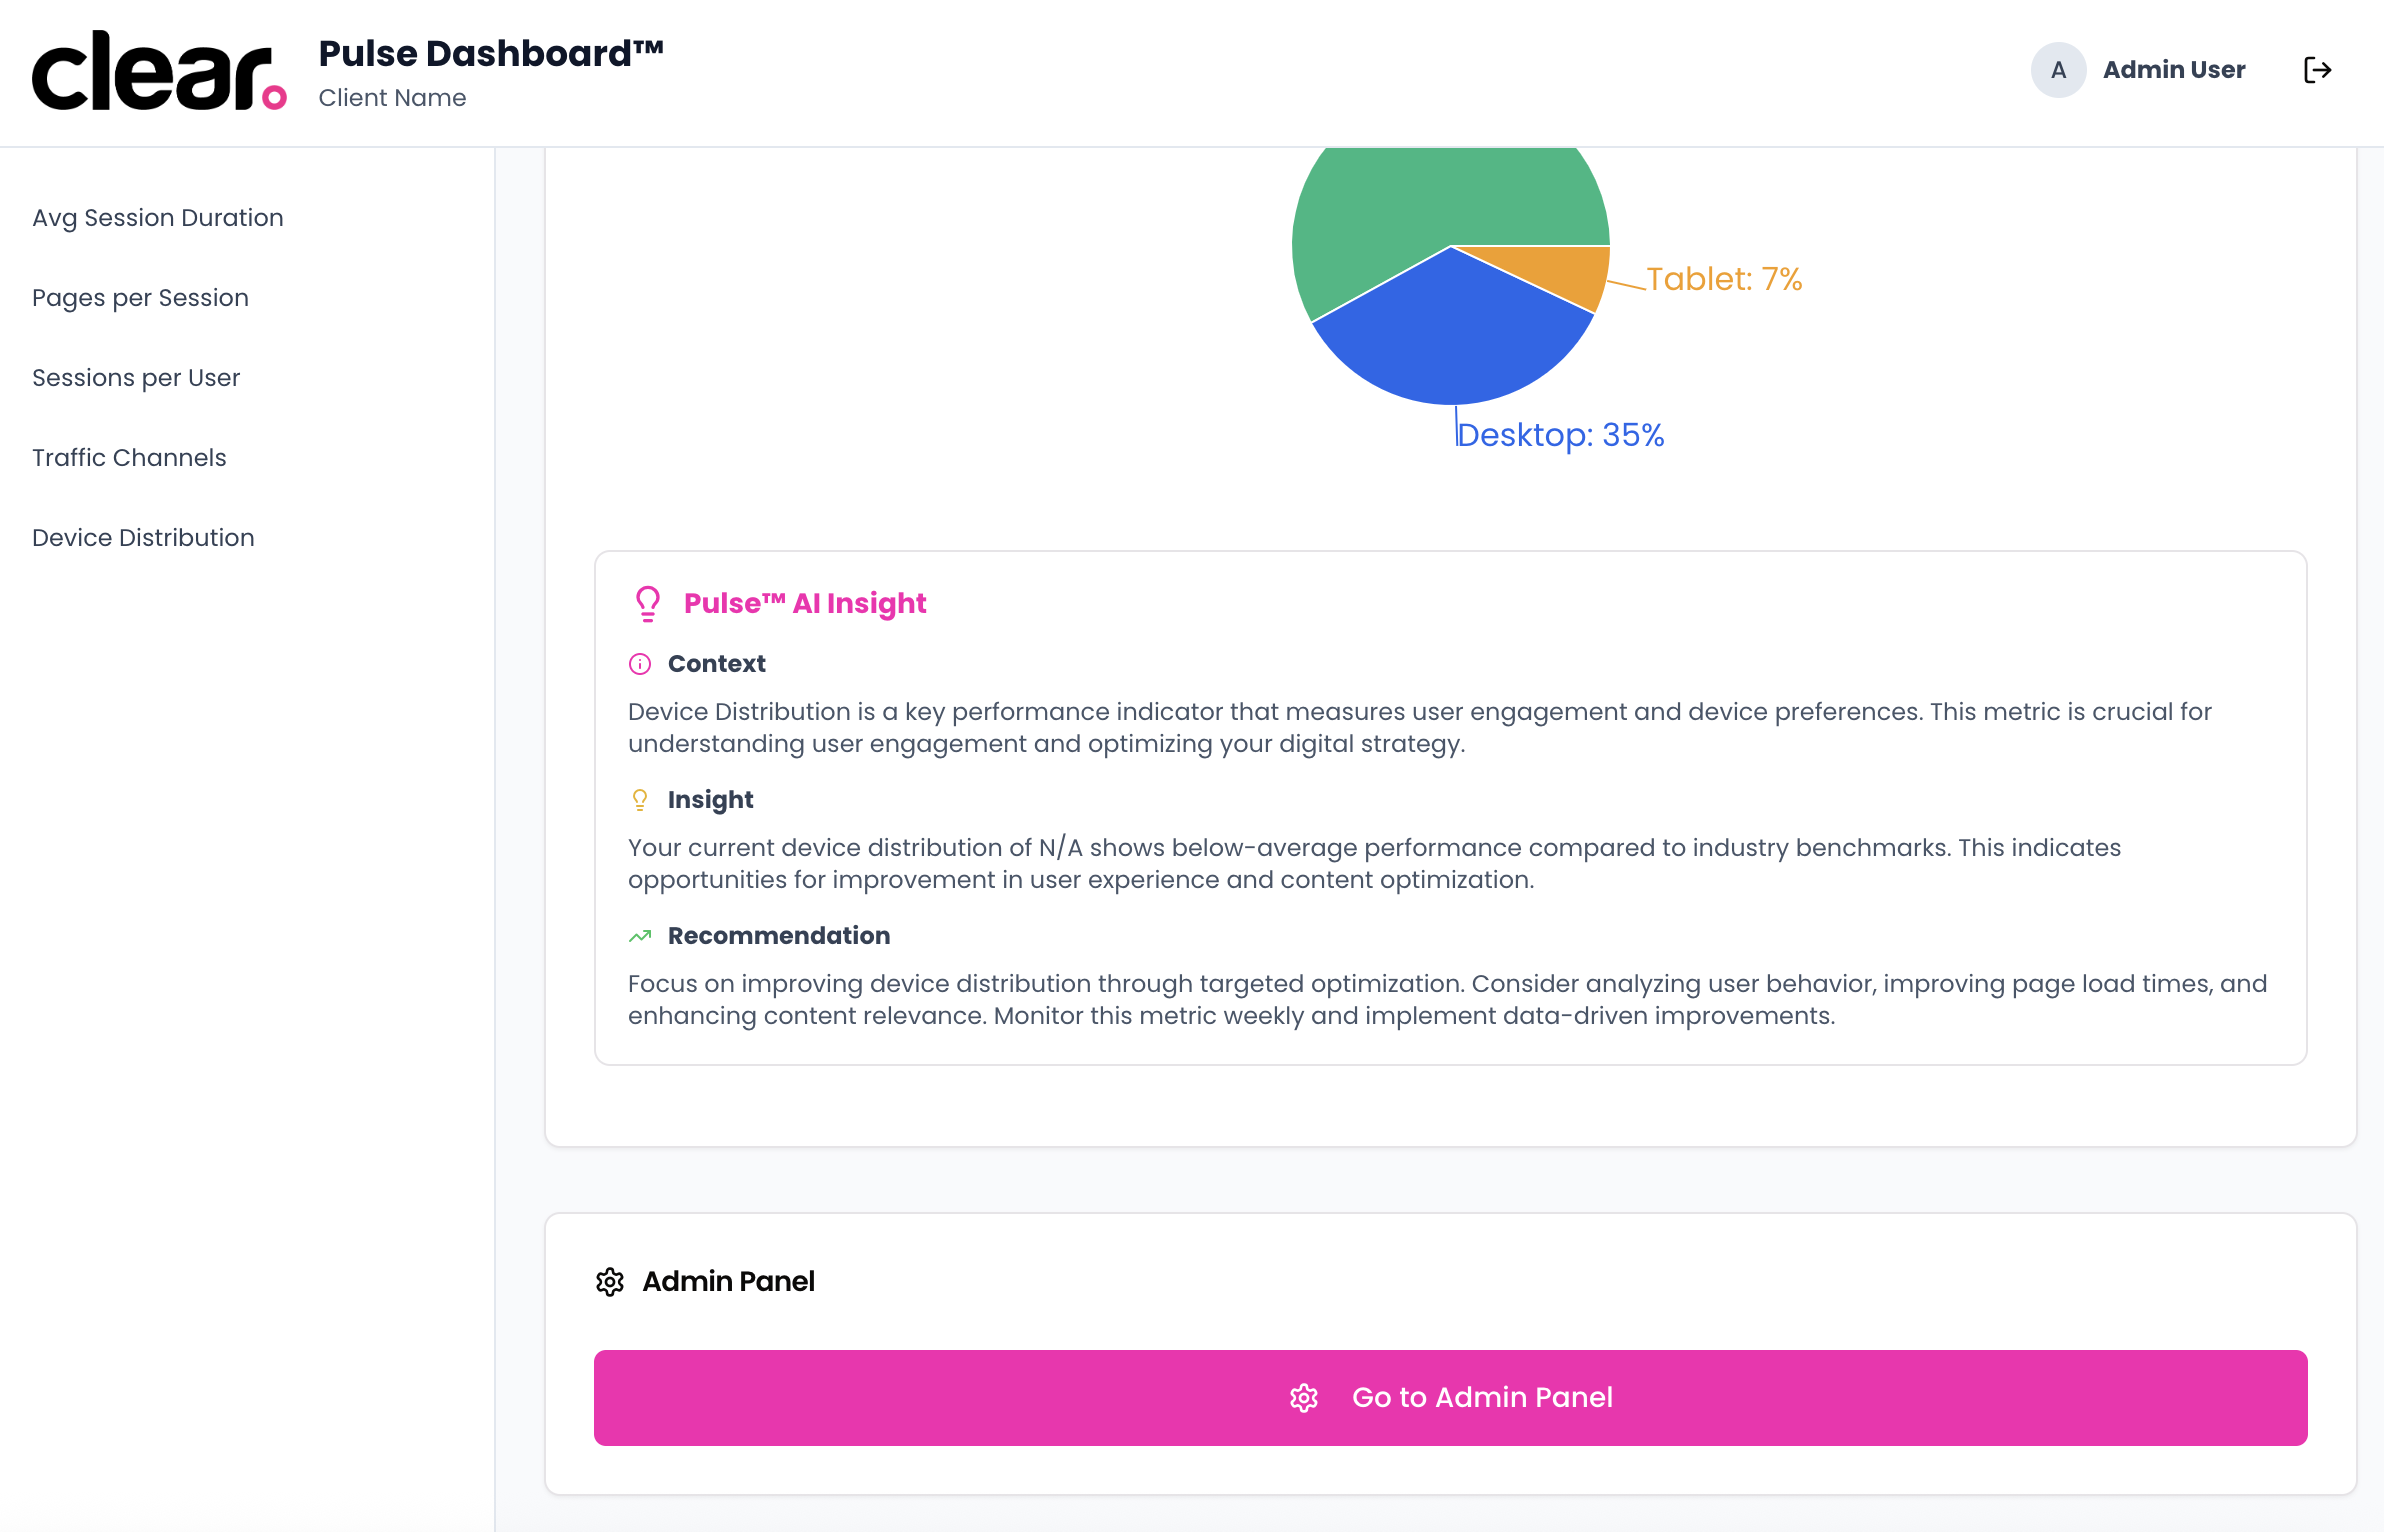 clear.
Pulse Dashboard™
Client Name
A
Admin User
Avg Session Duration
Pages per Session
Sessions per User
Traffic Channels
Device Distribution
Tablet: 7%
Desktop: 35%
Pulse™ AI Insight
Context
Device Distribution is a key performance indicator that measures user engagement and device preferences. This metric is crucial for
understanding user engagement and optimizing your digital strategy.
Insight
Your current device distribution of N/A shows below-average performance compared to industry benchmarks. This indicates
opportunities for improvement in user experience and content optimization.
Recommendation
Focus on improving device distribution through targeted optimization. Consider analyzing user behavior, improving page load times, and
enhancing content relevance. Monitor this metric weekly and implement data-driven improvements.
Admin Panel
Go to Admin Panel